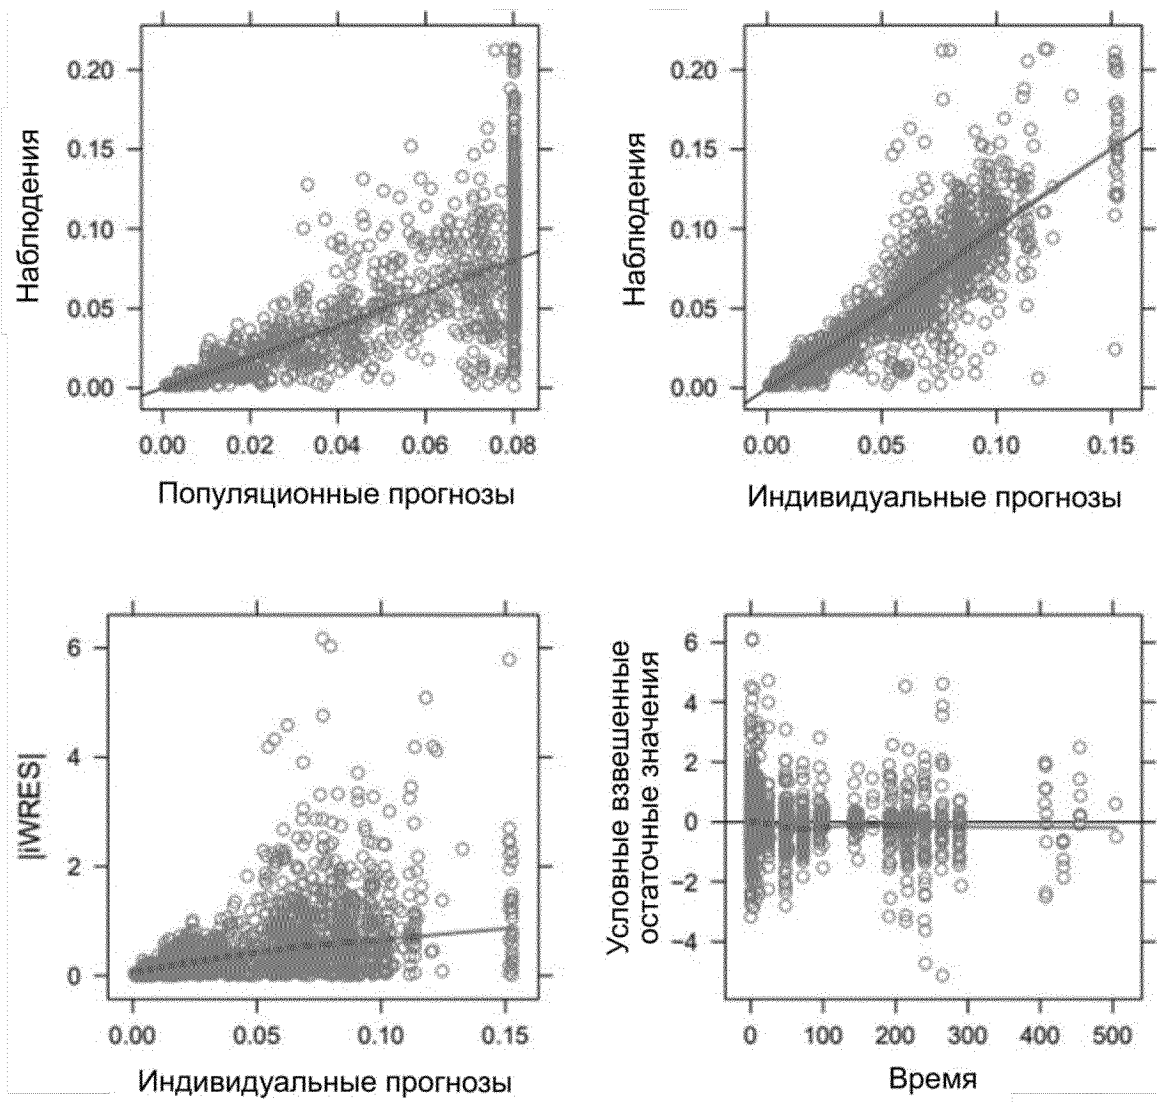 Наблюдения
0.20
0.15
0.10
0.05
0.00
0.00 0.02 0.04 0.06 0.08
Популяционные прогнозы
Наблюдения
0.20
0.15
0.10
0.05
0.00
0.00 0.05 0.10 0.15
Индивидуальные прогнозы
|iWRES|
6
4
2
0
0.00 0.05 0.10 0.15
Индивидуальные прогнозы
Условные взвешенные
остаточные значения
6
4
2
0
−2
−4
0 100 200 300 400 500
Время